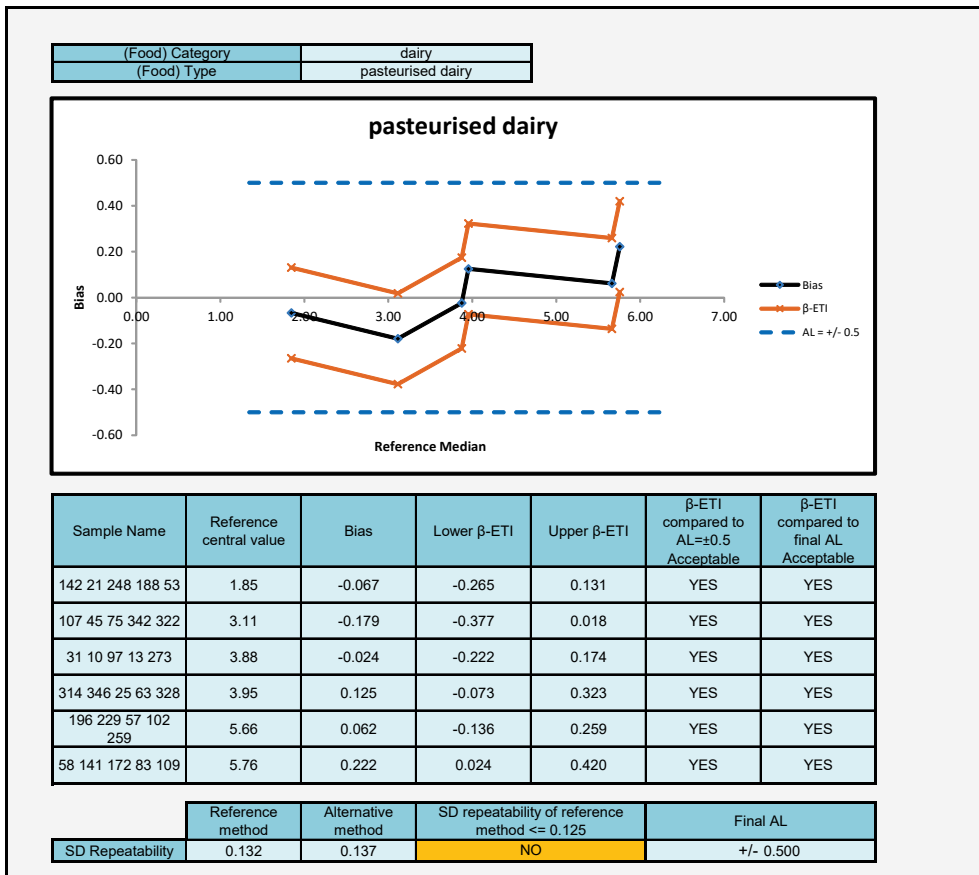 (Food) Category dairy
(Food) Type pasteurised dairy
pasteurised dairy
0.60
0.40
0.20
0.00
-0.20
-0.40
-0.60
Bias
0.00 1.00 2.00 3.00 4.00 5.00 6.00 7.00
Reference Median
Bias
β-ETI
AL = +/- 0.5
Sample Name Reference central value Bias Lower β-ETI Upper β-ETI β-ETI compared to AL=±0.5 Acceptable β-ETI compared to final AL Acceptable
142 21 248 188 53 1.85 -0.067 -0.265 0.131 YES YES
107 45 75 342 322 3.11 -0.179 -0.377 0.018 YES YES
31 10 97 13 273 3.88 -0.024 -0.222 0.174 YES YES
314 346 25 63 328 3.95 0.125 -0.073 0.323 YES YES
196 229 57 102 259 5.66 0.062 -0.136 0.259 YES YES
58 141 172 83 109 5.76 0.222 0.024 0.420 YES YES
Reference method Alternative method SD repeatability of reference method <= 0.125 Final AL
SD Repeatability 0.132 0.137 NO +/- 0.500